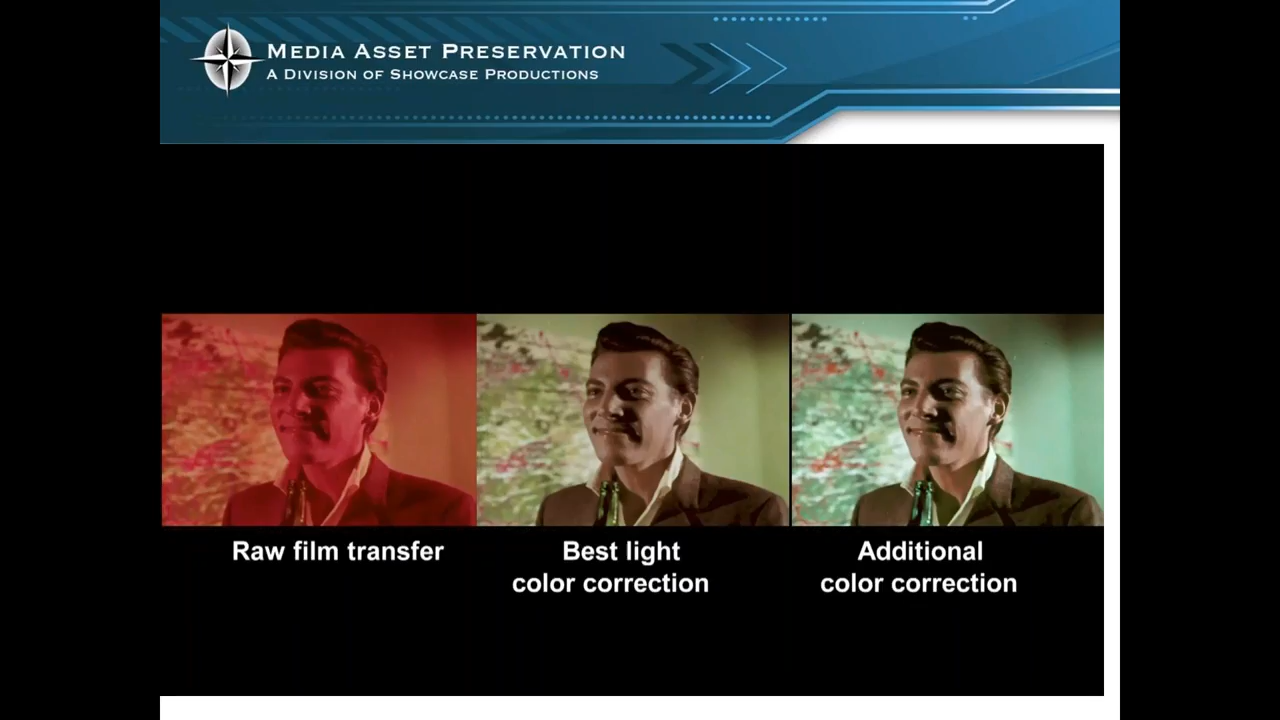 MEDIA ASSET PRESERVATION
A DIVISION OF SHOWCASE PRODUCTIONS
Raw film transfer
Best light
color correction
Additional
color correction